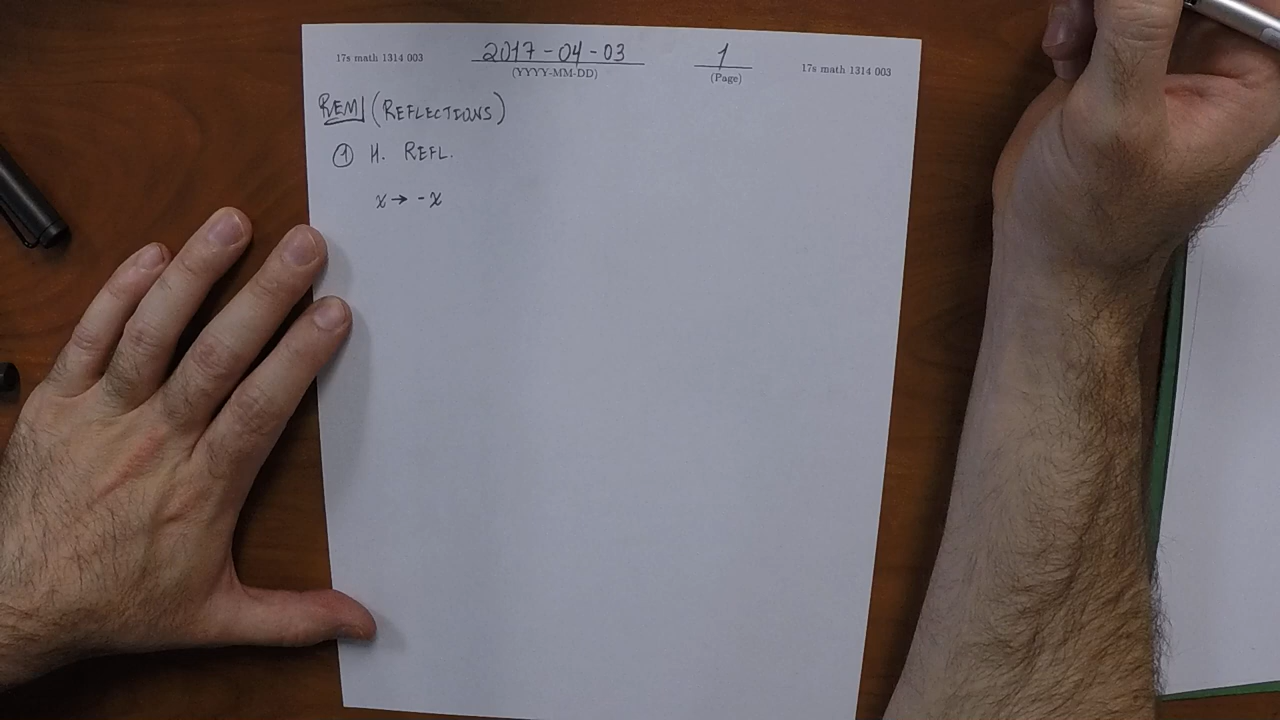 17s math 1314 003 2017-04-03 1 17s math 1314 003
(YYYY-MM-DD) (Page)
REM (REFLECTIONS)
① H. REFL.
x → -x